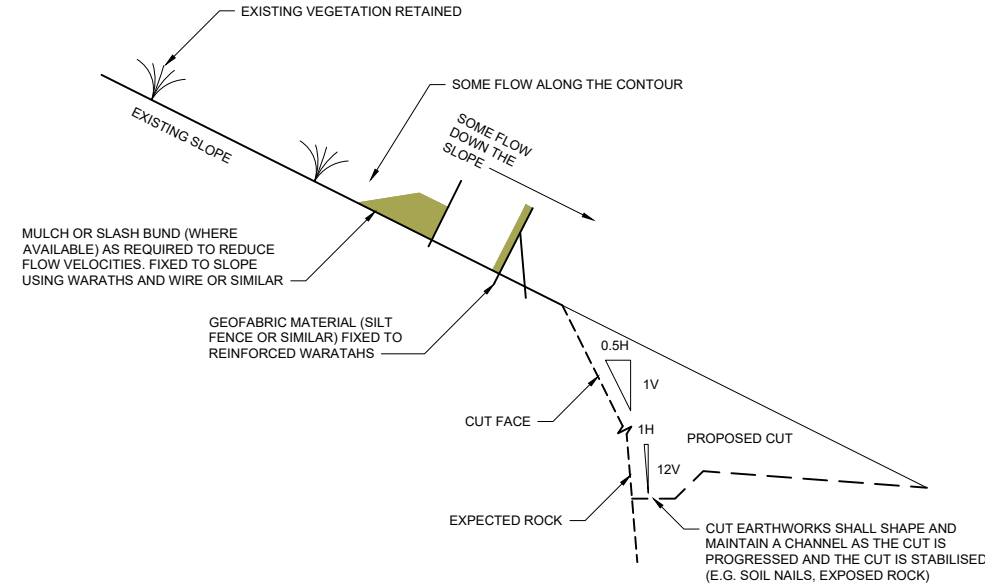 EXISTING VEGETATION RETAINED
SOME FLOW ALONG THE CONTOUR
SOME FLOW
DOWN THE
SLOPE
EXISTING SLOPE
MULCH OR SLASH BUND (WHERE
AVAILABLE) AS REQUIRED TO REDUCE
FLOW VELOCITIES. FIXED TO SLOPE
USING WARATHS AND WIRE OR SIMILAR
GEOFABRIC MATERIAL (SILT
FENCE OR SIMILAR) FIXED TO
REINFORCED WARATAHS
0.5H
1V
CUT FACE
1H
PROPOSED CUT
12V
EXPECTED ROCK
CUT EARTHWORKS SHALL SHAPE AND
MAINTAIN A CHANNEL AS THE CUT IS
PROGRESSED AND THE CUT IS STABILISED
(E.G. SOIL NAILS, EXPOSED ROCK)